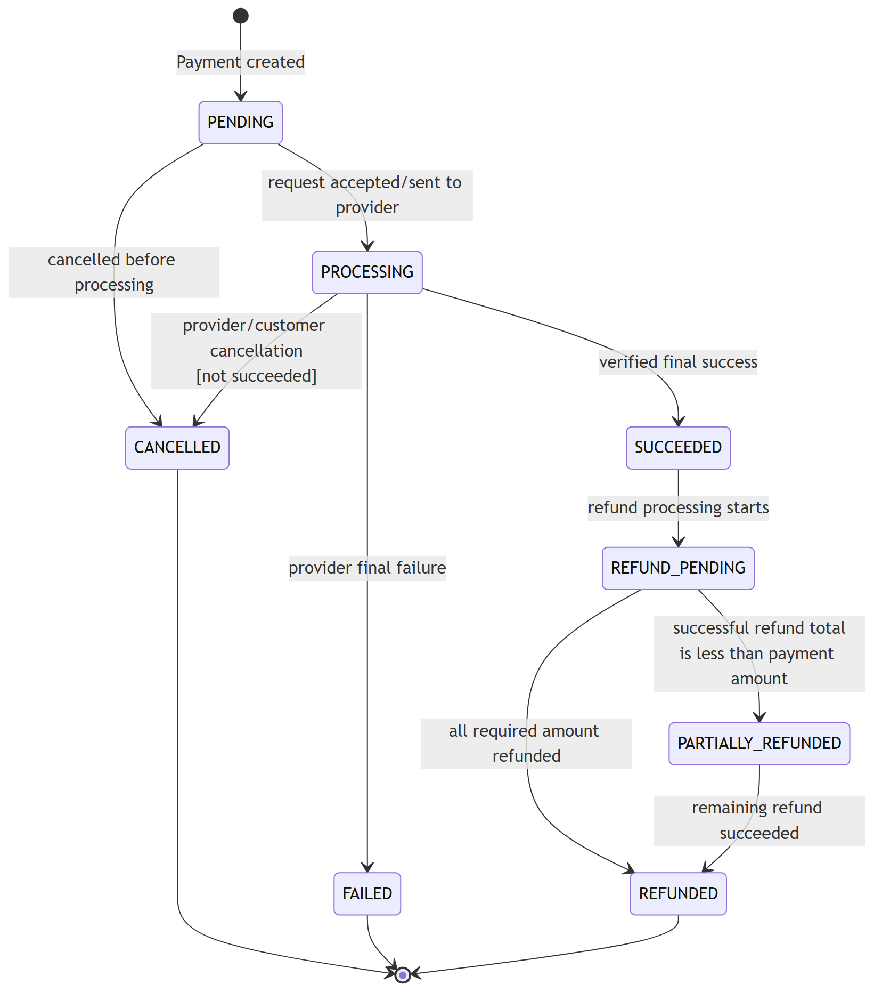 Payment created
PENDING
request accepted/sent to
provider
cancelled before
processing
PROCESSING
provider/customer
cancellation
[not succeeded]
verified final success
CANCELLED
SUCCEEDED
refund processing starts
provider final failure
REFUND_PENDING
successful refund total
is less than payment
amount
all required amount
refunded
PARTIALLY_REFUNDED
remaining refund
succeeded
FAILED
REFUNDED